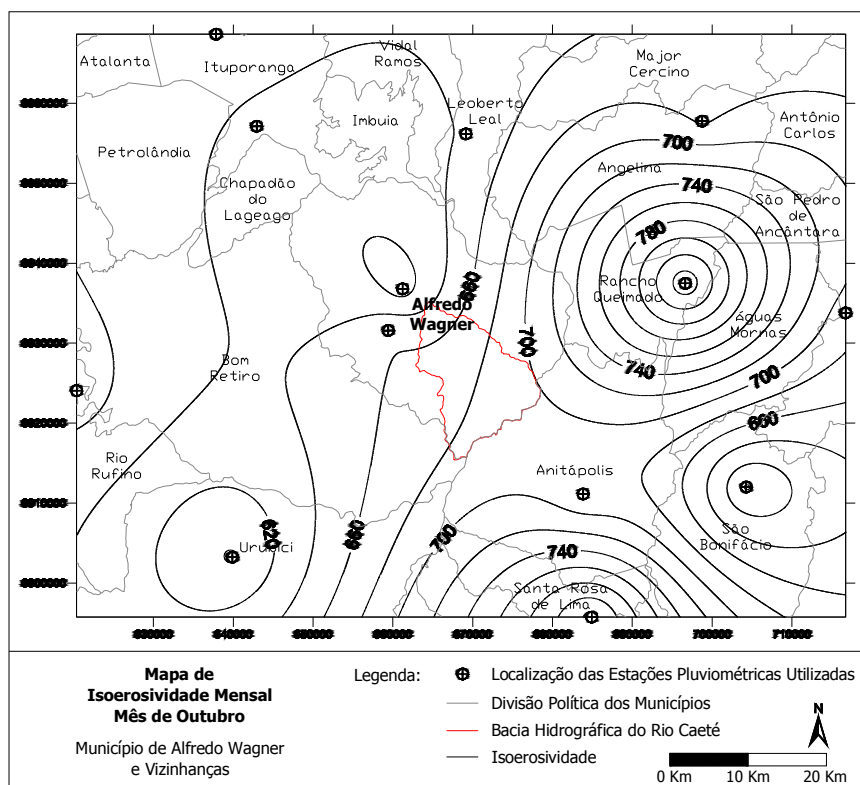 Atalanta
Ituporanga
Vidal
Ramos
Major
Cercino
Leoberto
Leal
Imbuia
Antônio
Carlos
Petrolândia
700
Angelina
740
Chapadão
do
Lageago
São Pedro
de
Ancântara
780
Rancho
Queimado
660
Alfredo
Wagner
Águas
Mornas
700
Bom
Retiro
740
700
660
Rio
Rufino
Anitápolis
São
Bonifácio
620
Urubici
660
700
740
Santa Rosa
de Lima
Mapa de
Isoerosividade Mensal
Mês de Outubro
Município de Alfredo Wagner
e Vizinhanças
Legenda:
Localização das Estações Pluviométricas Utilizadas
Divisão Política dos Municípios
Bacia Hidrográfica do Rio Caeté
Isoerosividade
N
0 Km 10 Km 20 Km